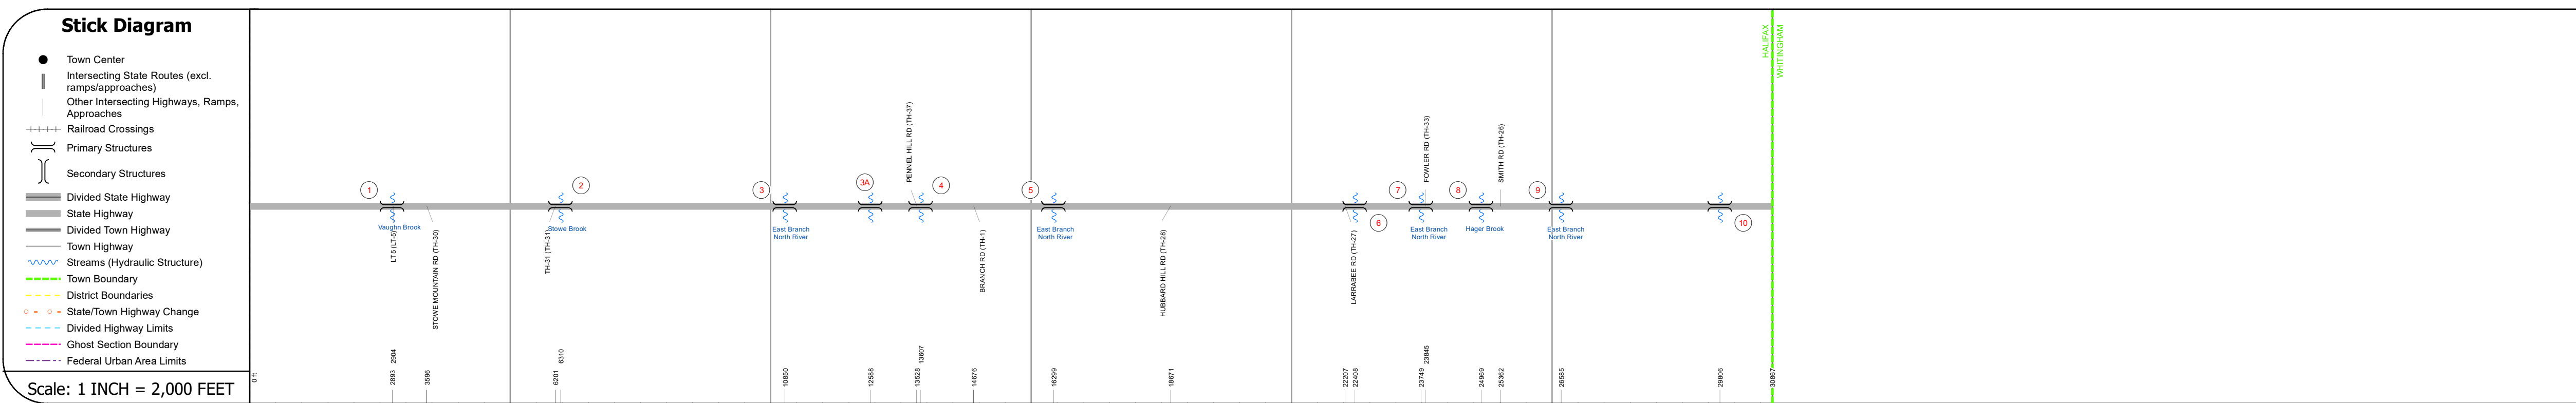 Stick Diagram
Town Center
Intersecting State Routes (excl.
ramps/approaches)
Other Intersecting Highways, Ramps,
Approaches
Railroad Crossings
Primary Structures
Secondary Structures
Divided State Highway
State Highway
Divided Town Highway
Town Highway
Streams (Hydraulic Structure)
Town Boundary
District Boundaries
State/Town Highway Change
Divided Highway Limits
Ghost Section Boundary
Federal Urban Area Limits
Scale: 1 INCH = 2,000 FEET
HALIFAX
WHITINGHAM
PENNEL HILL RD (TH-37)
FOWLER RD (TH-33)
SMITH RD (TH-26)
1
2
3
3A
4
5
6
7
8
9
10
Vaughn Brook
Stowe Brook
East Branch
North River
East Branch
North River
East Branch
North River
Hager Brook
East Branch
North River
LT 5 (LT-5)
STOWE MOUNTAIN RD (TH-30)
TH-31 (TH-31)
BRANCH RD (TH-1)
HUBBARD HILL RD (TH-28)
LARRABEE RD (TH-27)
0 ft
2893
2904
3596
6201
6310
10850
12588
13528
13607
14676
16299
18671
22207
22408
23749
23845
24969
25362
26585
29806
30867